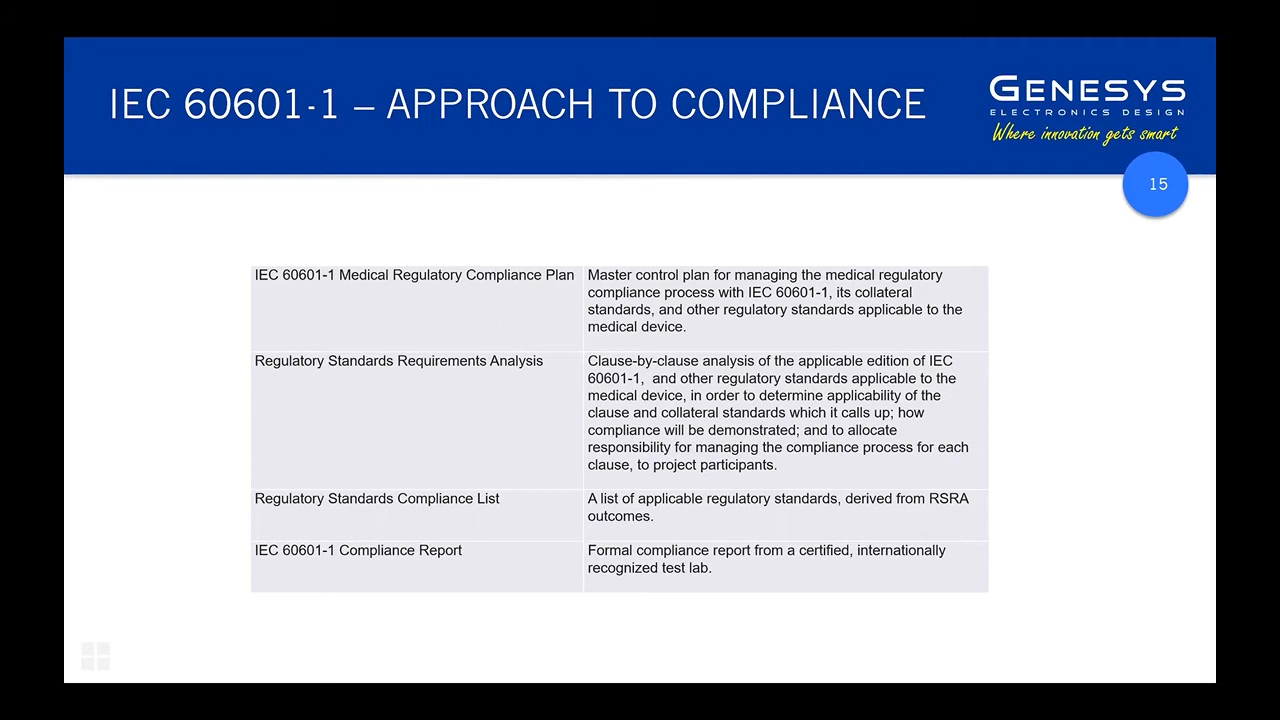 IEC 60601-1 – APPROACH TO COMPLIANCE
GENESYS
ELECTRONICS DESIGN
Where innovation gets smart
15
IEC 60601-1 Medical Regulatory Compliance Plan
Master control plan for managing the medical regulatory
compliance process with IEC 60601-1, its collateral
standards, and other regulatory standards applicable to the
medical device.
Regulatory Standards Requirements Analysis
Clause-by-clause analysis of the applicable edition of IEC
60601-1,  and other regulatory standards applicable to the
medical device, in order to determine applicability of the
clause and collateral standards which it calls up; how
compliance will be demonstrated; and to allocate
responsibility for managing the compliance process for each
clause, to project participants.
Regulatory Standards Compliance List
A list of applicable regulatory standards, derived from RSRA
outcomes.
IEC 60601-1 Compliance Report
Formal compliance report from a certified, internationally
recognized test lab.